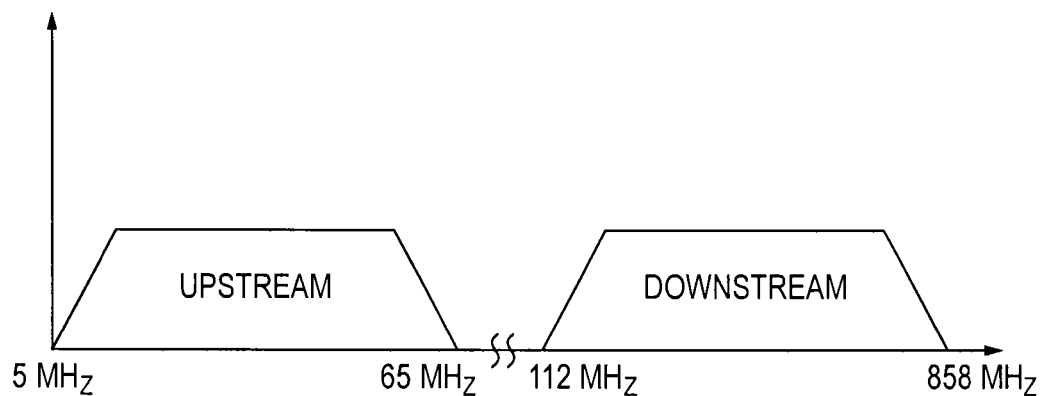 UPSTREAM
DOWNSTREAM
5 MHZ
65 MHZ
112 MHZ
858 MHZ